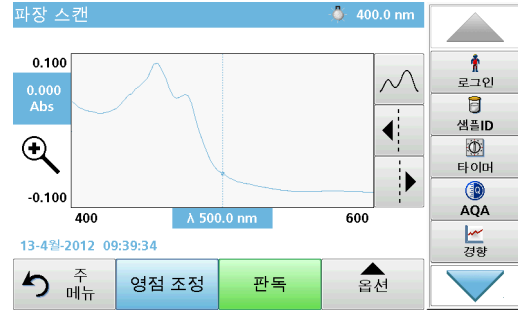 파장 스캔
400.0 nm
0.100
0.000
Abs
-0.100
400
λ 500.0 nm
600
13-4월-2012 09:39:34
주
메뉴
영점 조정
판독
옵션
로그인
샘플ID
타이머
AQA
경향